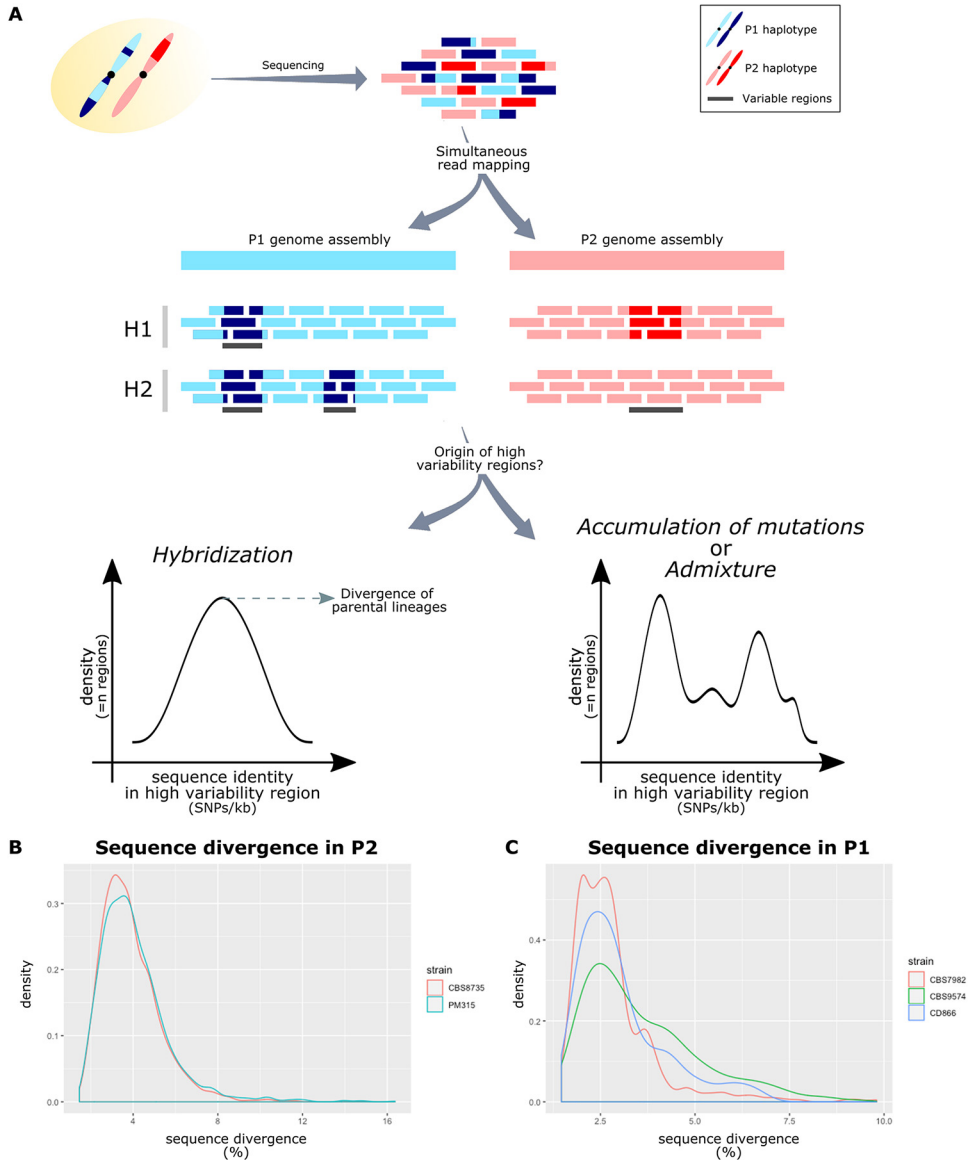 A
Sequencing
P1 haplotype
P2 haplotype
Variable regions
Simultaneous
read mapping
P1 genome assembly
P2 genome assembly
H1
H2
Origin of high
variability regions?
Hybridization
Divergence of
parental lineages
density
(=n regions)
sequence identity
in high variability region
(SNPs/kb)
Accumulation of mutations
or
Admixture
density
(=n regions)
sequence identity
in high variability region
(SNPs/kb)
B
Sequence divergence in P2
density
0.3
0.2
0.1
0.0
4
8
12
16
sequence divergence
(%)
strain
CBS8735
PM315
C
Sequence divergence in P1
density
0.4
0.2
0.0
2.5
5.0
7.5
10.0
sequence divergence
(%)
strain
CBS7982
CBS9574
CD866